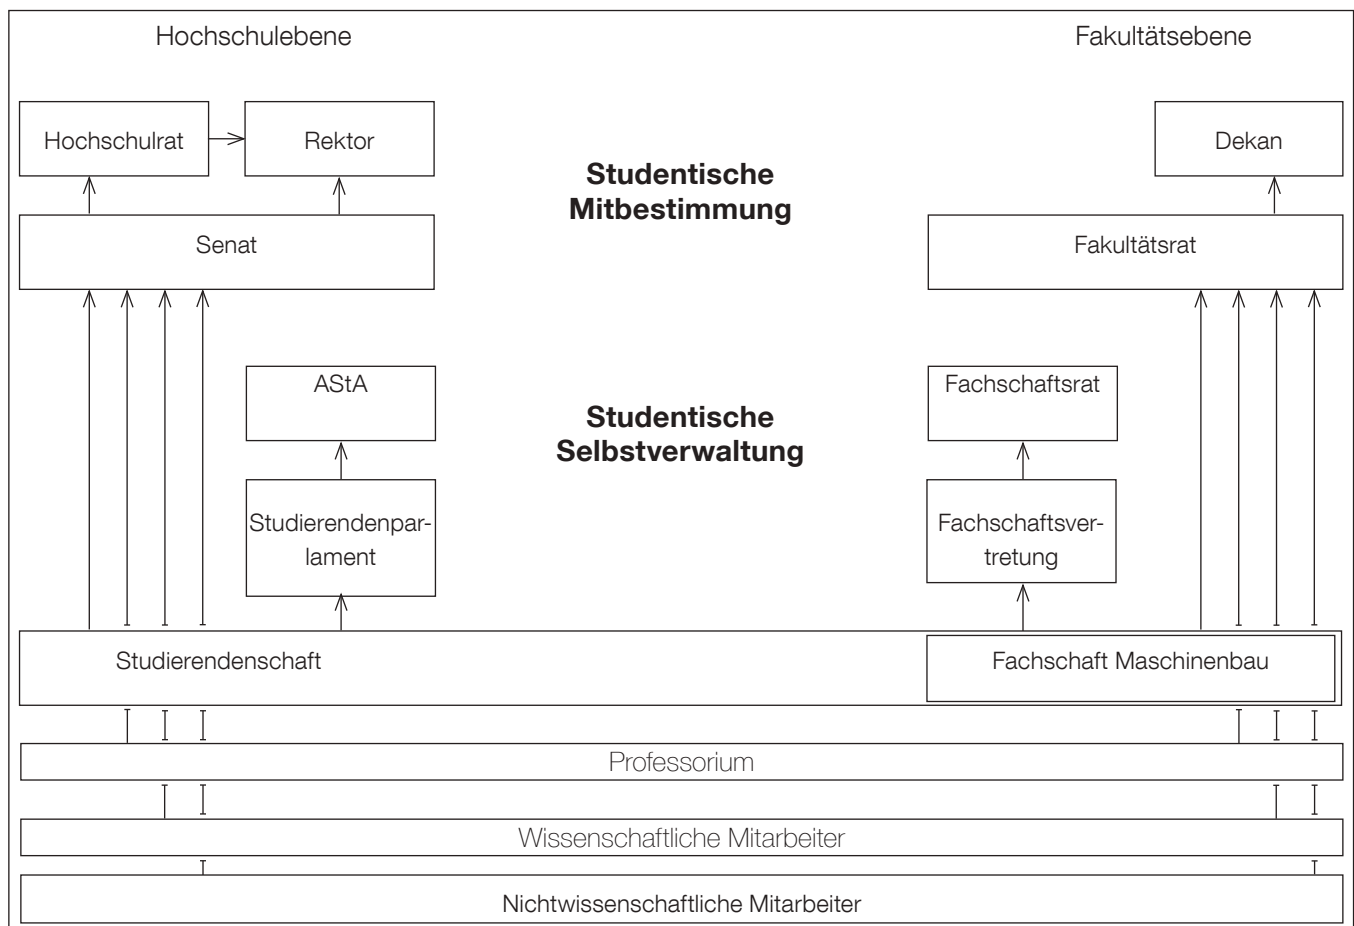 Hochschulebene
Fakultätsebene
Hochschulrat
Rektor
Dekan
Studentische
Mitbestimmung
Senat
Fakultätsrat
AStA
Fachschaftsrat
Studentische
Selbstverwaltung
Studierendenpar-
lament
Fachschaftsver-
tretung
Studierendenschaft
Fachschaft Maschinenbau
Professorium
Wissenschaftliche Mitarbeiter
Nichtwissenschaftliche Mitarbeiter